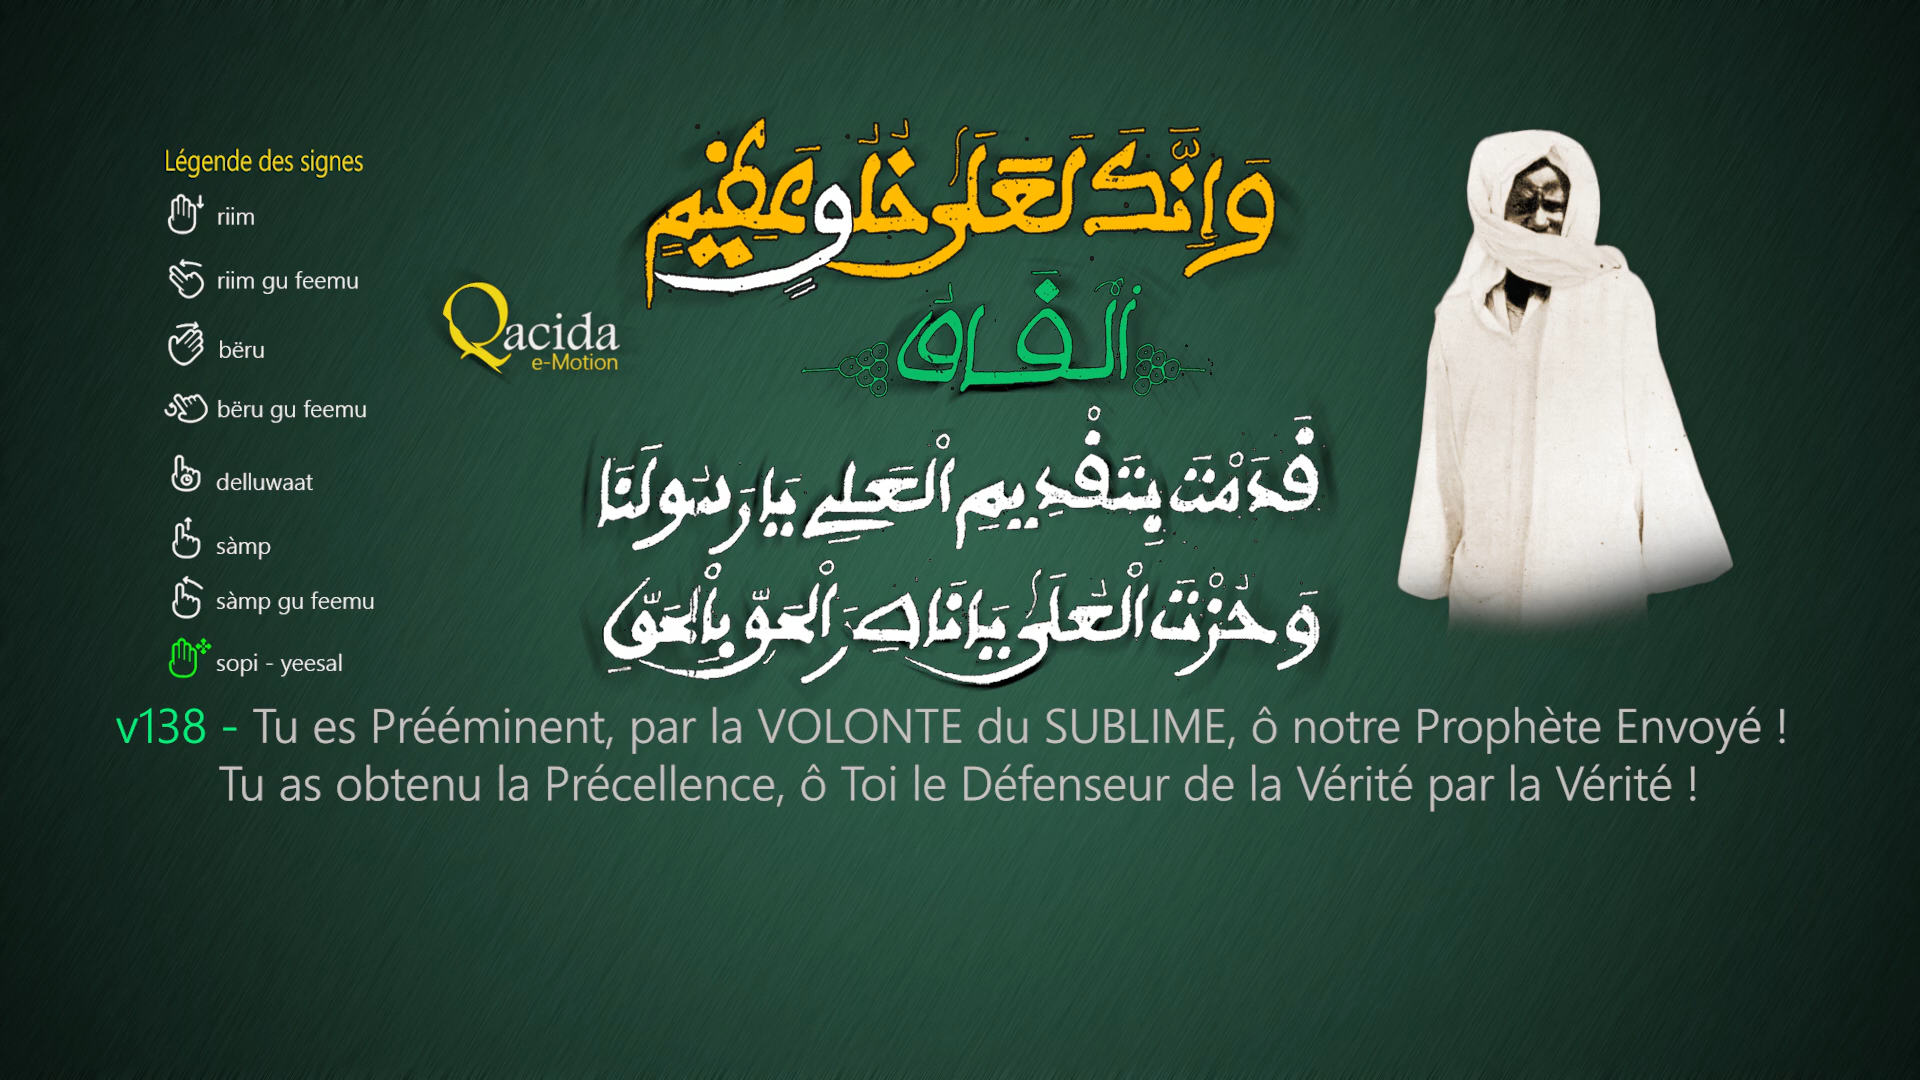 Légende des signes
riim
riim gu feemu
bëru
bëru gu feemu
delluwaat
sàmp
sàmp gu feemu
sopi - yeesal
Qacida
e-Motion
وَإِنَّكَ لَعَلَىٰ خُلُقٍ عَظِيمٍ
الْقَافُ
قَدُمْتَ بِتَقْدِيمِ الْعَلِي يَا رَسُولَنَا
وَحُزْتَ الْعُلَىٰ يَا نَاصِرَ الْحَقِّ بِالْحَقِّ
v138 - Tu es Prééminent, par la VOLONTE du SUBLIME, ô notre Prophète Envoyé !
Tu as obtenu la Précellence, ô Toi le Défenseur de la Vérité par la Vérité !